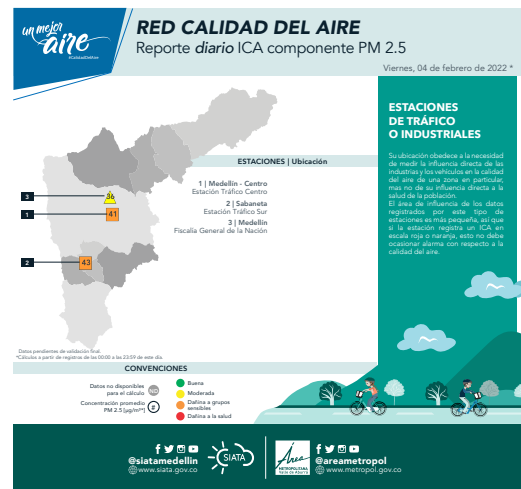 un mejor
aire
#CalidadDelAire
RED CALIDAD DEL AIRE
Reporte diario ICA componente PM 2.5
Viernes, 04 de febrero de 2022 *
ESTACIONES
DE TRÁFICO
O INDUSTRIALES
Su ubicación obedece a la necesidad
de medir la influencia directa de las
industrias y los vehículos en la calidad
del aire de una zona en particular,
mas no de su influencia directa a la
salud de la población.
El área de influencia de los datos
registrados por este tipo de
estaciones es más pequeña, así que
si la estación registra un ICA en
escala roja o naranja, esto no debe
ocasionar alarma con respecto a la
calidad del aire.
ESTACIONES | Ubicación
1 | Medellín - Centro
Estación Tráfico Centro
2 | Sabaneta
Estación Tráfico Sur
3 | Medellín
Fiscalía General de la Nación
3
36
1
41
2
43
Datos pendientes de validación final.
*Cálculos a partir de registros de las 00:00 a las 23:59 de este día.
CONVENCIONES
Datos no disponibles
para el cálculo
ND
Concentración promedio
PM 2.5 [µg/m³]
#
Buena
Moderada
Dañina a grupos
sensibles
Dañina a la salud
@siatamedellin
www.siata.gov.co
SIATA
Área
METROPOLITANA
Valle de Aburrá
@areametropol
www.metropol.gov.co